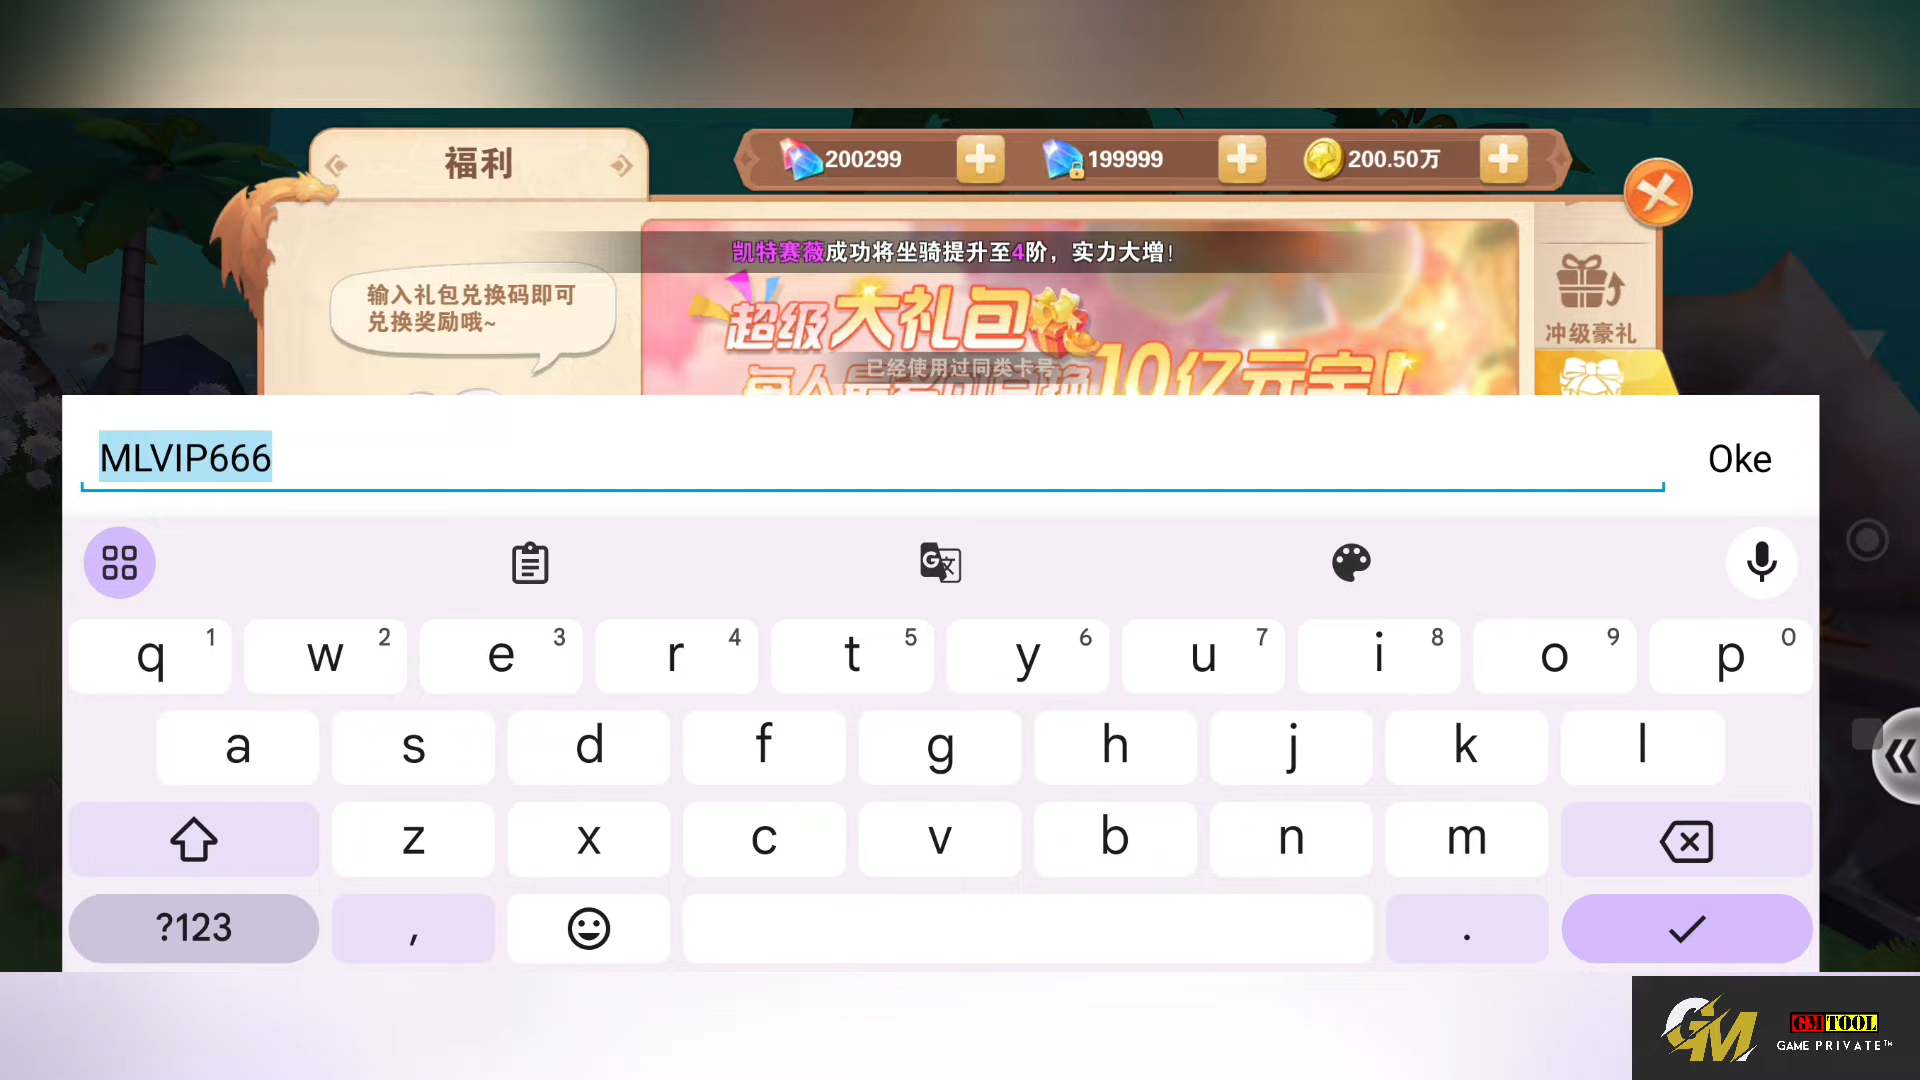 福利
200299
199999
200.50万
凯特赛薇成功将坐骑提升至4阶，实力大增！
输入礼包兑换码即可
兑换奖励哦~
超级大礼包
已经使用过同类卡号
10亿元宝！
冲级豪礼
MLVIP666
Oke
q 1 w 2 e 3 r 4 t 5 y 6 u 7 i 8 o 9 p 0
a s d f g h j k l
z x c v b n m
?123 , .
GM
GM TOOL
GAME PRIVATE™